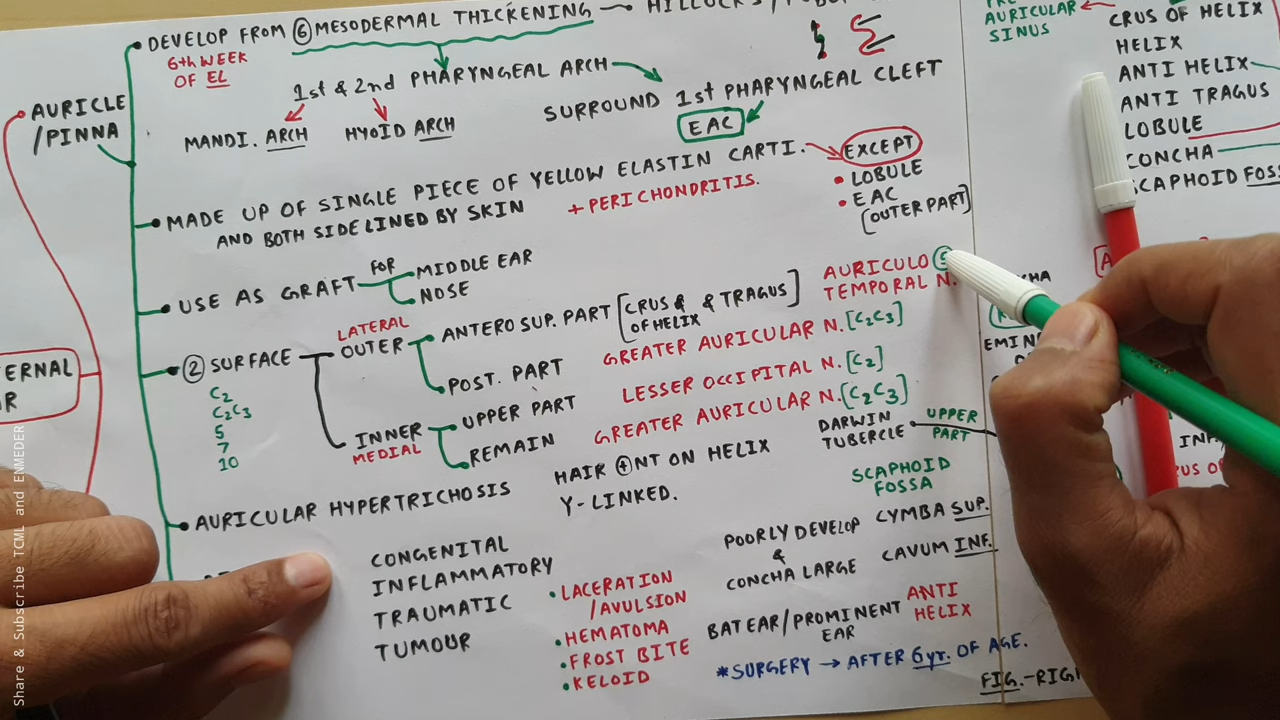 DEVELOP FROM ⑥ MESODERMAL THICKENING —
6th WEEK
OF EL
1st & 2nd PHARYNGEAL ARCH
MANDI. ARCH HYOID ARCH
SURROUND 1st PHARYNGEAL CLEFT
EAC
AURICLE
/PINNA
MADE UP OF SINGLE PIECE OF YELLOW ELASTIN CARTI.
AND BOTH SIDE LINED BY SKIN + PERICHONDRITIS.
EXCEPT
• LOBULE
• EAC
[OUTER PART]
USE AS GRAFT FOR MIDDLE EAR
NOSE
② SURFACE
C2
C2C3
5
7
10
LATERAL
OUTER
ANTERO SUP. PART [CRUS & & TRAGUS]
OF HELIX
AURICULO ⑤
TEMPORAL N.
POST. PART GREATER AURICULAR N. [C2C3]
INNER
MEDIAL
UPPER PART LESSER OCCIPITAL N. [C2]
REMAIN GREATER AURICULAR N. [C2C3]
AURICULAR HYPERTRICHOSIS
HAIR ⊕NT ON HELIX
Y-LINKED.
DARWIN
TUBERCLE
UPPER
PART
SCAPHOID
FOSSA
CYMBA SUP.
CAVUM INF.
CONGENITAL
INFLAMMATORY
TRAUMATIC
TUMOUR
• LACERATION
/AVULSION
• HEMATOMA
• FROST BITE
• KELOID
POORLY DEVELOP
&
CONCHA LARGE
ANTI
HELIX
BAT EAR/PROMINENT
EAR
*SURGERY → AFTER 6yr. OF AGE.
AURICULAR
SINUS
CRUS OF HELIX
HELIX
ANTI HELIX
ANTI TRAGUS
LOBULE
CONCHA
SCAPHOID FOSS
EMIN
FIG.-RIGH
Share & Subscribe TCML and ENMEDER